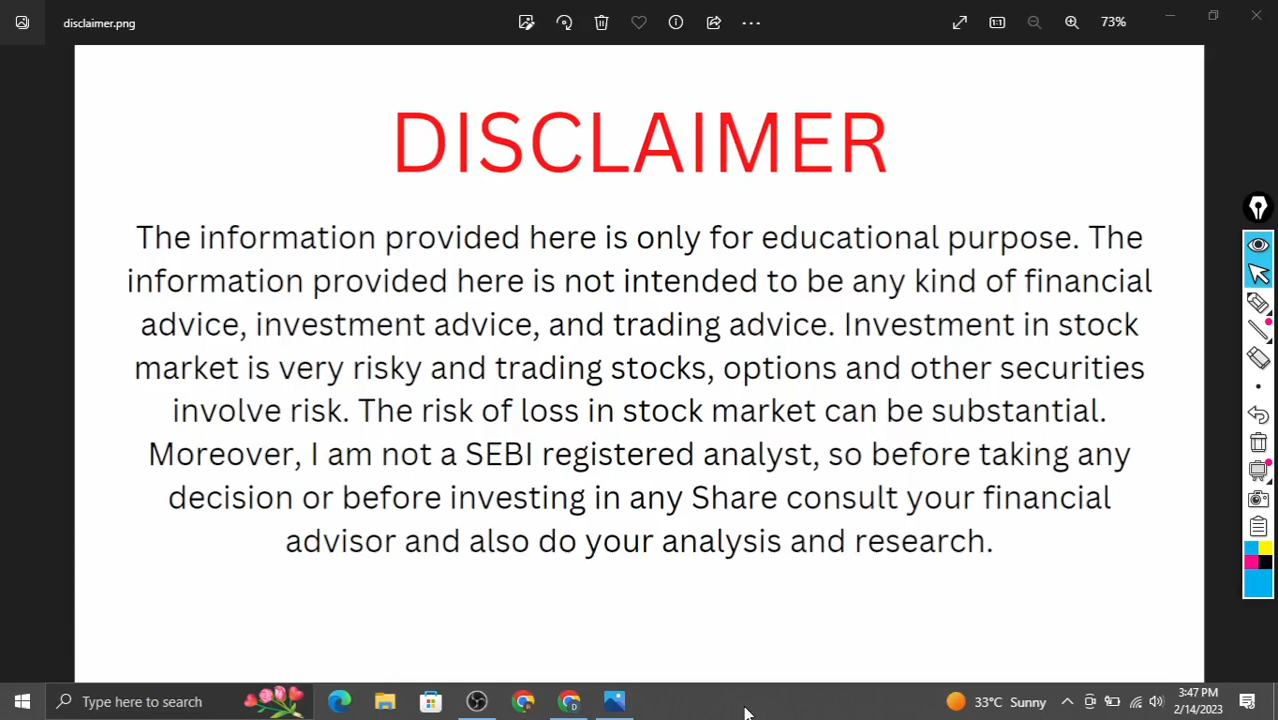 disclaimer.png
73%
DISCLAIMER
The information provided here is only for educational purpose. The
information provided here is not intended to be any kind of financial
advice, investment advice, and trading advice. Investment in stock
market is very risky and trading stocks, options and other securities
involve risk. The risk of loss in stock market can be substantial.
Moreover, I am not a SEBI registered analyst, so before taking any
decision or before investing in any Share consult your financial
advisor and also do your analysis and research.
Type here to search
33°C Sunny
3:47 PM
2/14/2023